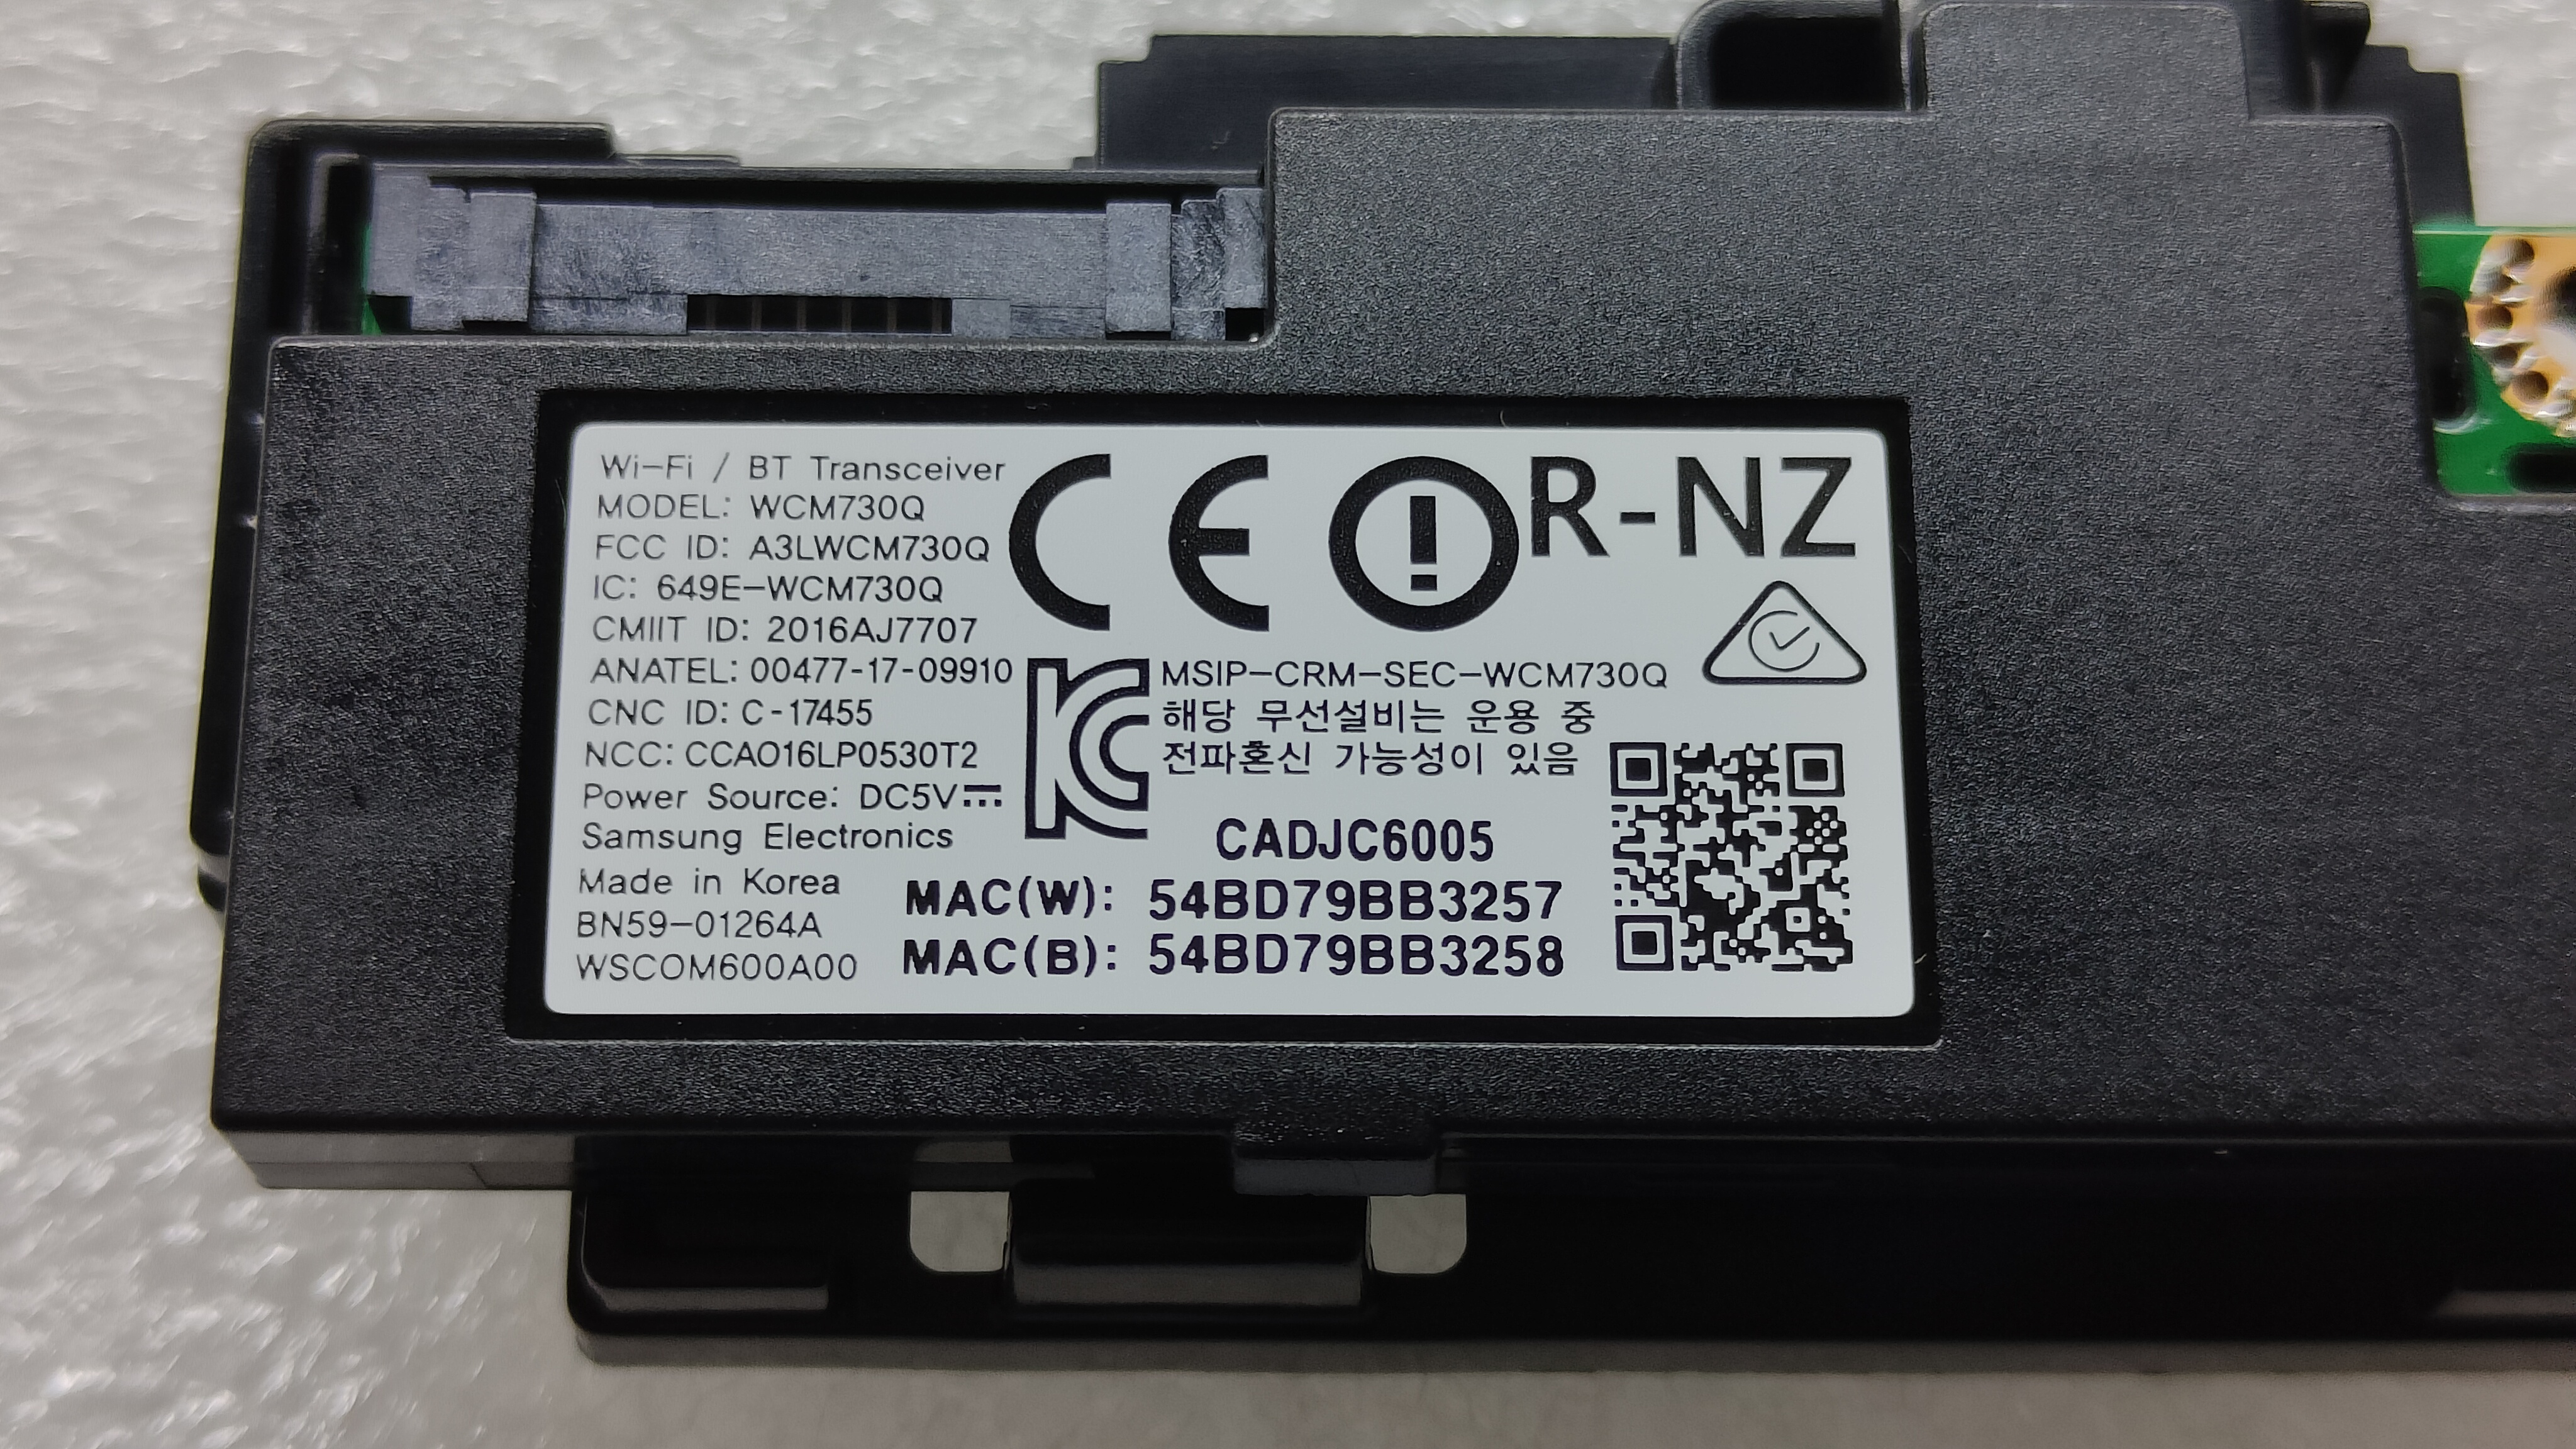 Wi-Fi / BT Transceiver
MODEL: WCM730Q
FCC ID: A3LWCM730Q
IC: 649E-WCM730Q
CMIIT ID: 2016AJ7707
ANATEL: 00477-17-09910
CNC ID: C-17455
NCC: CCAO16LP0530T2
Power Source: DC5V
Samsung Electronics
Made in Korea
BN59-01264A
WSCOM600A00
CE
R-NZ
MSIP-CRM-SEC-WCM730Q
해당 무선설비는 운용 중
전파혼신 가능성이 있음
CADJC6005
MAC(W): 54BD79BB3257
MAC(B): 54BD79BB3258